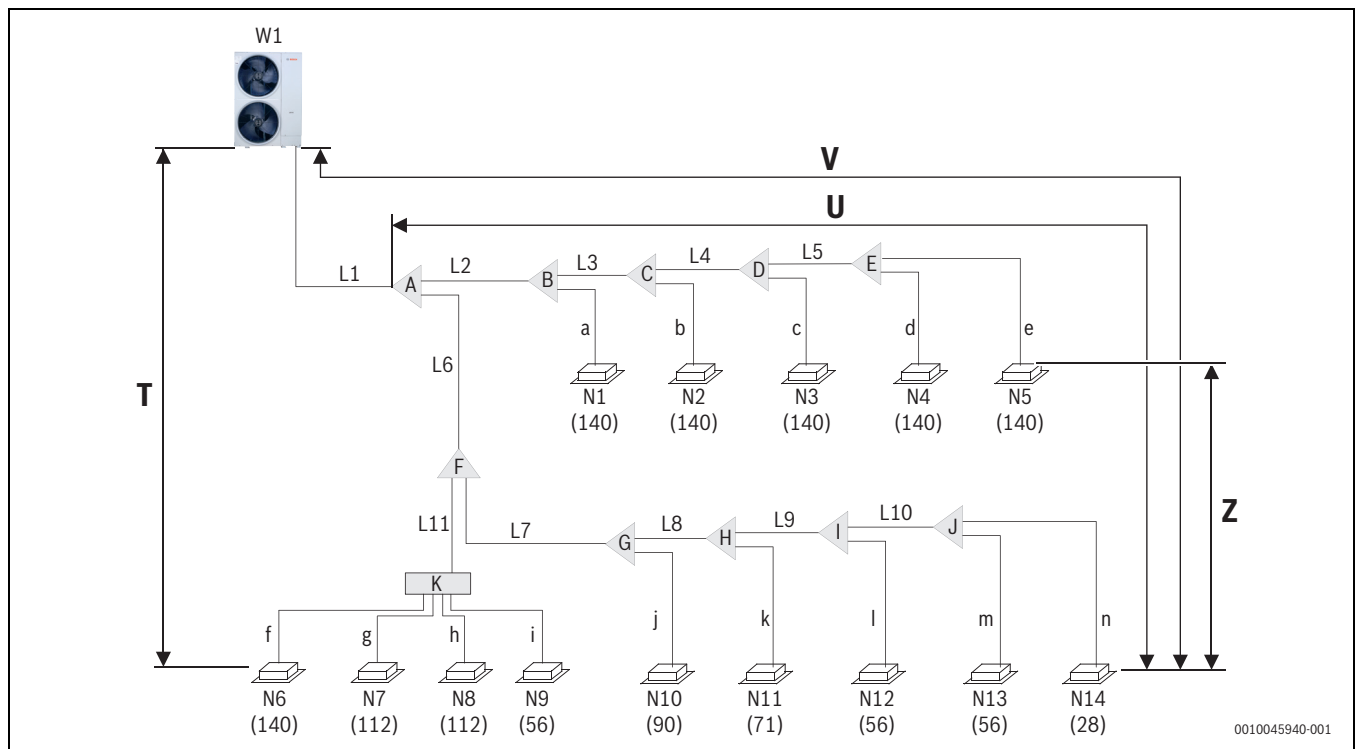 W1
V
U
L1
L2
L3
L4
L5
A
B
C
D
E
a
b
c
d
e
L6
T
N1
(140)
N2
(140)
N3
(140)
N4
(140)
N5
(140)
F
Z
L11
L7
L8
L9
L10
G
H
I
J
K
f
g
h
i
j
k
l
m
n
N6
(140)
N7
(112)
N8
(112)
N9
(56)
N10
(90)
N11
(71)
N12
(56)
N13
(56)
N14
(28)
0010045940-001